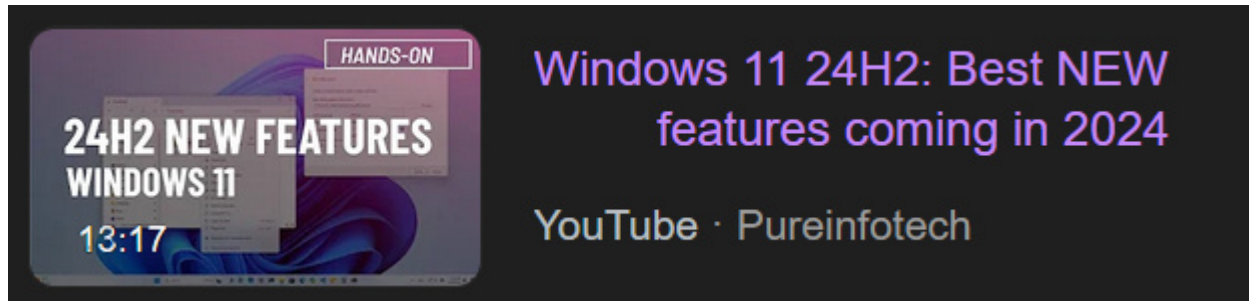 HANDS-ON
24H2 NEW FEATURES
WINDOWS 11
13:17
Windows 11 24H2: Best NEW
features coming in 2024
YouTube · Pureinfotech